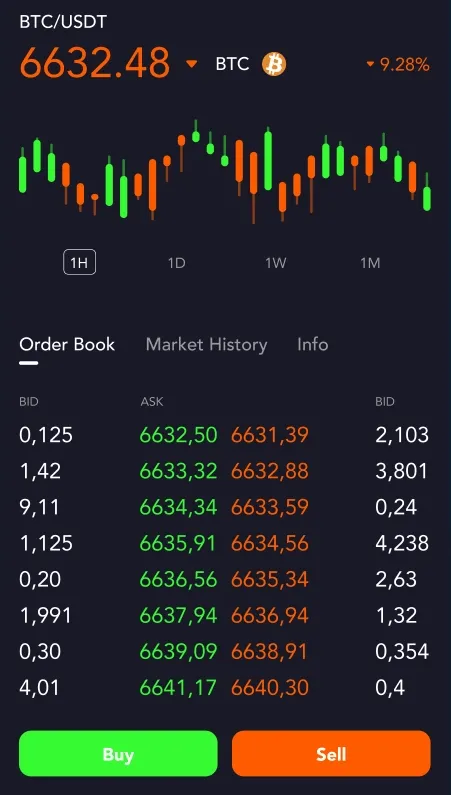 BTC/USDT
6632.48 BTC 9.28%
1H 1D 1W 1M
Order Book Market History Info
BID ASK BID
0,125 6632,50 6631,39 2,103
1,42 6633,32 6632,88 3,801
9,11 6634,34 6633,59 0,24
1,125 6635,91 6634,56 4,238
0,20 6636,56 6635,34 2,63
1,991 6637,94 6636,94 1,32
0,30 6639,09 6638,91 0,354
4,01 6641,17 6640,30 0,4
Buy Sell